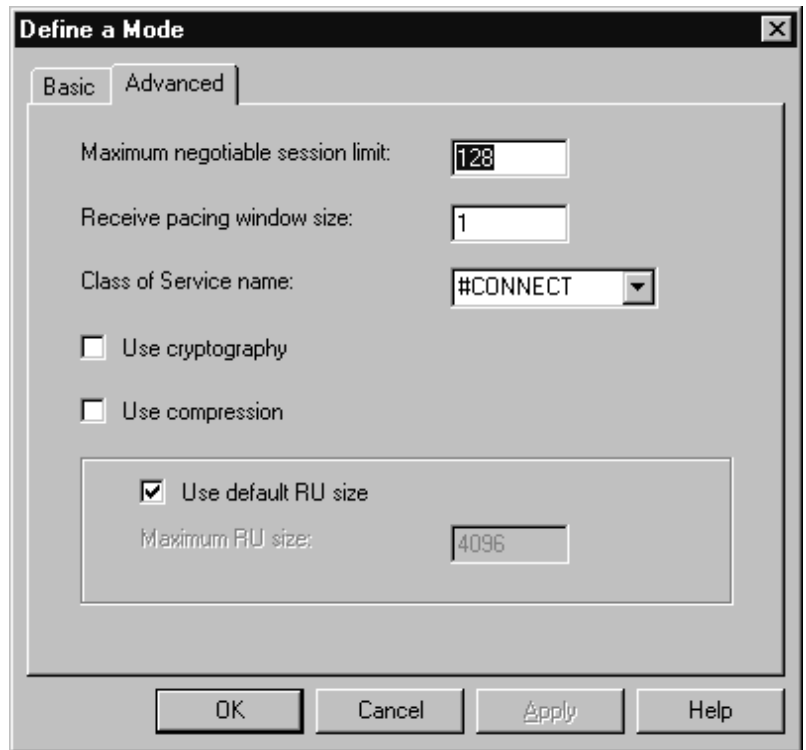 Define a Mode
Basic Advanced
Maximum negotiable session limit: 128
Receive pacing window size: 1
Class of Service name: #CONNECT
Use cryptography
Use compression
Use default RU size
Maximum RU size: 4096
OK Cancel Apply Help